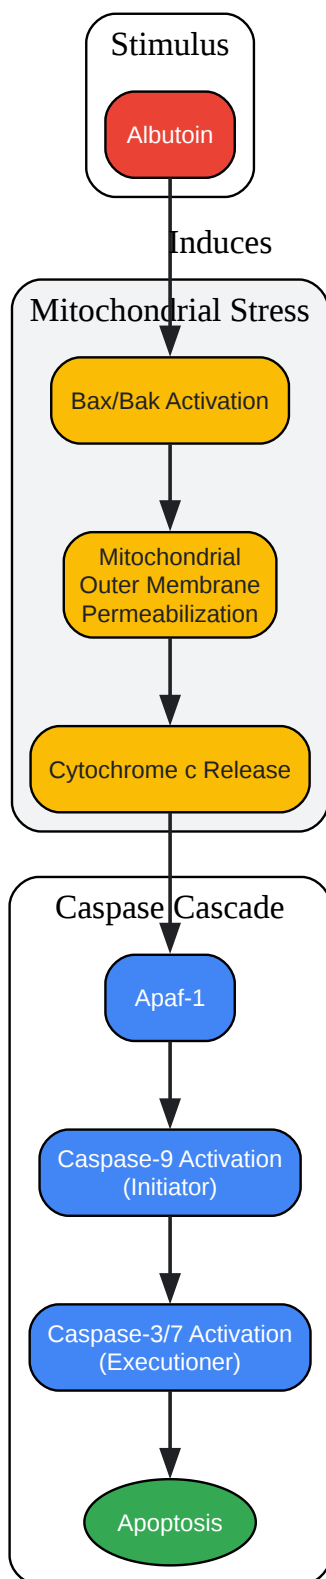 Stimulus
Albutoin
Induces
Mitochondrial Stress
Bax/Bak Activation
Mitochondrial
Outer Membrane
Permeabilization
Cytochrome c Release
Caspase Cascade
Apaf-1
Caspase-9 Activation
(Initiator)
Caspase-3/7 Activation
(Executioner)
Apoptosis